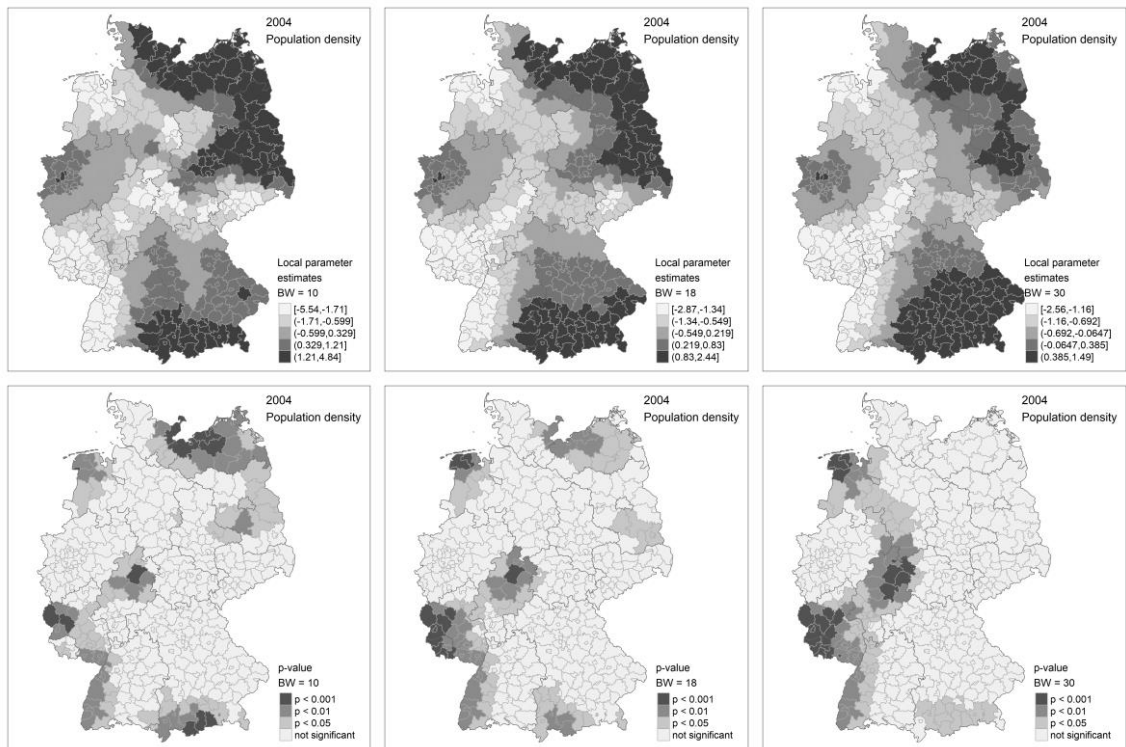 2004
Population density
Local parameter
estimates
BW = 10
[-5.54,-1.71]
(-1.71,-0.599]
(-0.599,0.329]
(0.329,1.21]
(1.21,4.84]
2004
Population density
Local parameter
estimates
BW = 18
[-2.87,-1.34]
(-1.34,-0.549]
(-0.549,0.219]
(0.219,0.83]
(0.83,2.44]
2004
Population density
Local parameter
estimates
BW = 30
[-2.56,-1.16]
(-1.16,-0.692]
(-0.692,-0.0647]
(-0.0647,0.385]
(0.385,1.49]
2004
Population density
p-value
BW = 10
p < 0.001
p < 0.01
p < 0.05
not significant
2004
Population density
p-value
BW = 18
p < 0.001
p < 0.01
p < 0.05
not significant
2004
Population density
p-value
BW = 30
p < 0.001
p < 0.01
p < 0.05
not significant